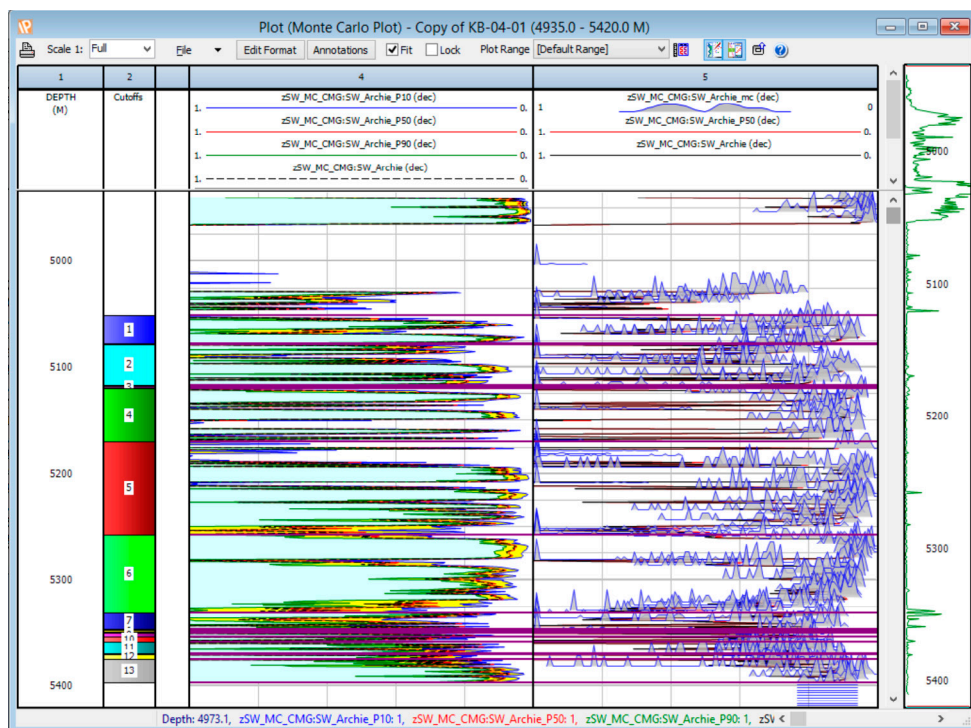 Plot (Monte Carlo Plot) - Copy of KB-04-01 (4935.0 - 5420.0 M)
Scale 1: Full File Edit Format Annotations Fit Lock Plot Range [Default Range]
1 2 4 5
DEPTH
(M)
Cutoffs
zSW_MC_CMG:SW_Archie_P10 (dec)
1. 0.
zSW_MC_CMG:SW_Archie_P50 (dec)
1. 0.
zSW_MC_CMG:SW_Archie_P90 (dec)
1. 0.
zSW_MC_CMG:SW_Archie (dec)
1. 0.
zSW_MC_CMG:SW_Archie_mc (dec)
1 0
zSW_MC_CMG:SW_Archie_P50 (dec)
1. 0.
zSW_MC_CMG:SW_Archie (dec)
1. 0.
5000
5100
5200
5300
5400
1
2
3
4
5
6
7
10
11
12
13
5000
5100
5200
5300
5400
Depth: 4973.1, zSW_MC_CMG:SW_Archie_P10: 1, zSW_MC_CMG:SW_Archie_P50: 1, zSW_MC_CMG:SW_Archie_P90: 1, zSW